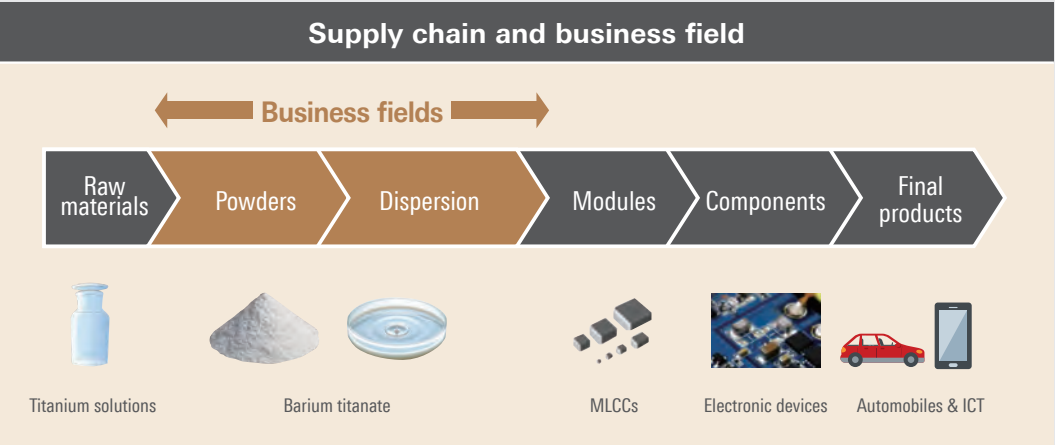 Supply chain and business field
Business fields
Raw
materials
Powders
Dispersion
Modules
Components
Final
products
Titanium solutions
Barium titanate
MLCCs
Electronic devices
Automobiles & ICT